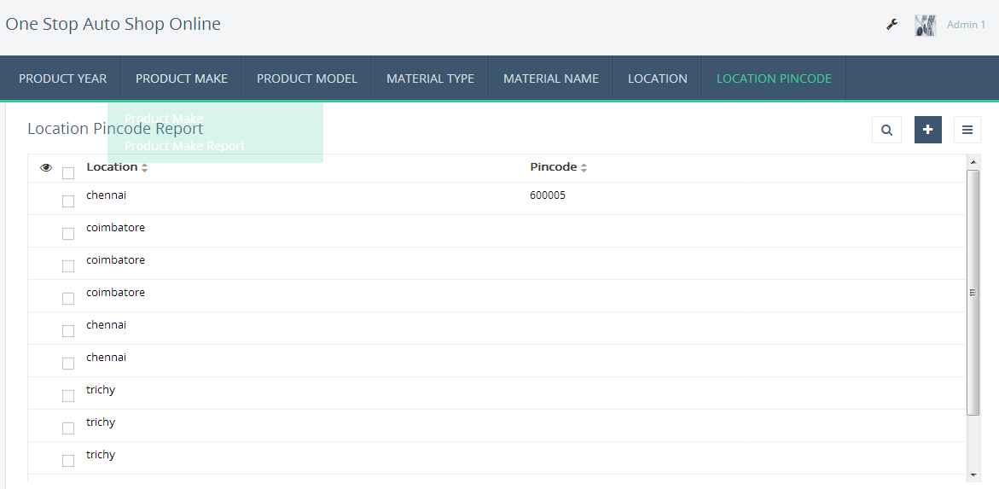 One Stop Auto Shop Online
Admin 1
PRODUCT YEAR PRODUCT MAKE PRODUCT MODEL MATERIAL TYPE MATERIAL NAME LOCATION LOCATION PINCODE
Product Make
Location Pincode Report
Product Make Report
Location Pincode
chennai 600005
coimbatore
coimbatore
coimbatore
chennai
chennai
trichy
trichy
trichy